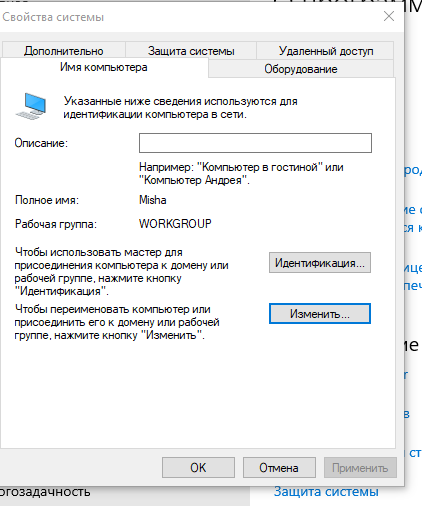 Свойства системы
Дополнительно
Защита системы
Удаленный доступ
Имя компьютера
Оборудование
Указанные ниже сведения используются для
идентификации компьютера в сети.
Описание:
Например: "Компьютер в гостиной" или
"Компьютер Андрея".
Полное имя:
Misha
Рабочая группа:
WORKGROUP
Чтобы использовать мастер для
присоединения компьютера к домену или
рабочей группе, нажмите кнопку
"Идентификация".
Идентификация...
Чтобы переименовать компьютер или
присоединить его к домену или рабочей
группе, нажмите кнопку "Изменить".
Изменить...
OK
Отмена
Применить
огозадачность
Защита системы